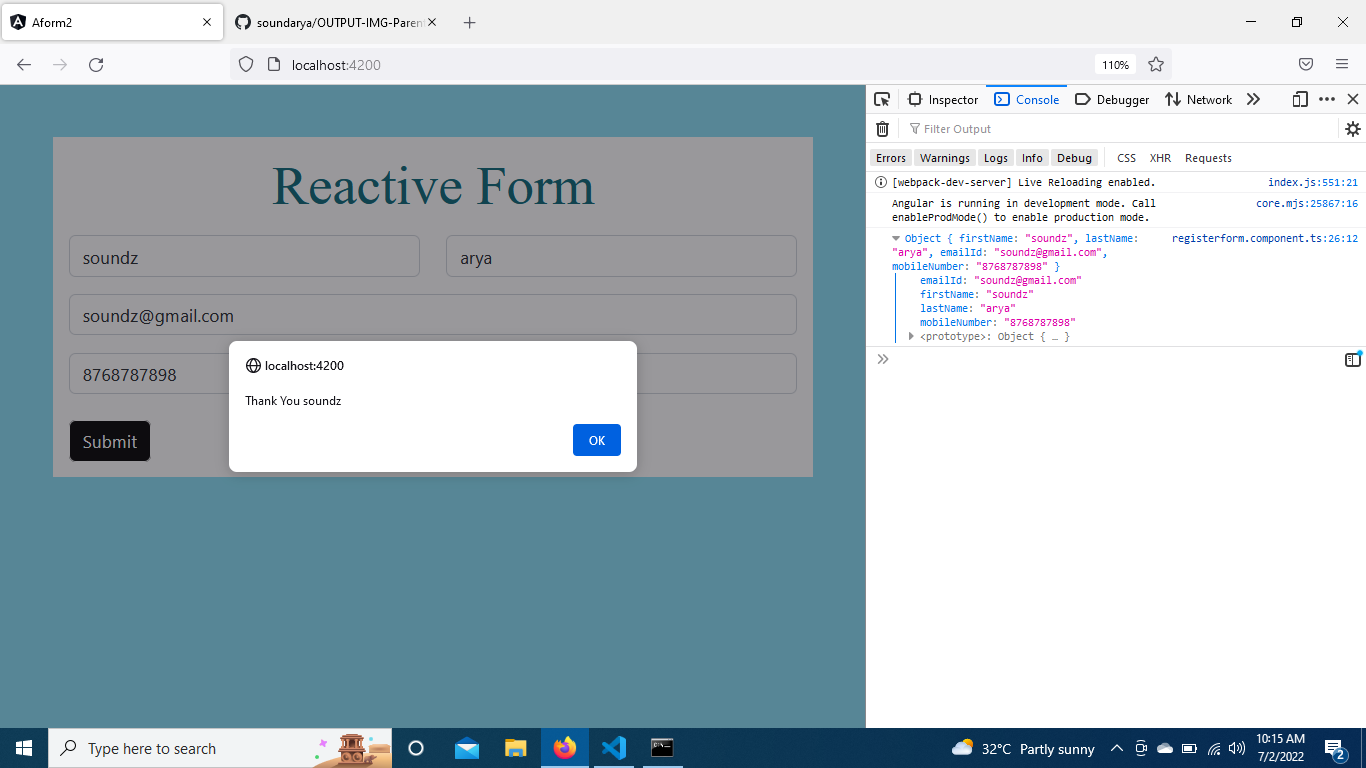 Aform2
soundarya/OUTPUT-IMG-Paren
localhost:4200
110%
Reactive Form
soundz
arya
soundz@gmail.com
8768787898
Submit
localhost:4200
Thank You soundz
OK
Inspector
Console
Debugger
Network
Filter Output
Errors
Warnings
Logs
Info
Debug
CSS
XHR
Requests
[webpack-dev-server] Live Reloading enabled.
index.js:551:21
Angular is running in development mode. Call
core.mjs:25867:16
enableProdMode() to enable production mode.
Object { firstName: "soundz", lastName:
registerform.component.ts:26:12
"arya", emailId: "soundz@gmail.com",
mobileNumber: "8768787898" }
emailId: "soundz@gmail.com"
firstName: "soundz"
lastName: "arya"
mobileNumber: "8768787898"
<prototype>: Object { … }
Type here to search
32°C Partly sunny
10:15 AM
7/2/2022
2